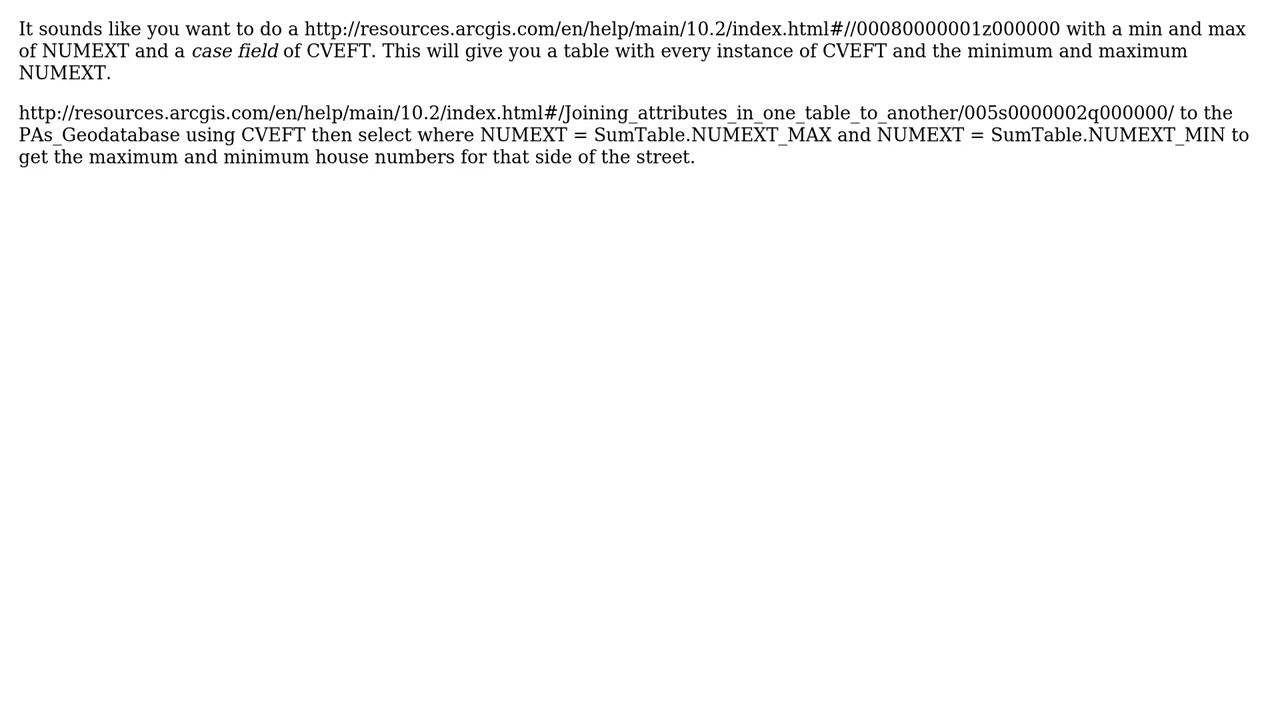 It sounds like you want to do a http://resources.arcgis.com/en/help/main/10.2/index.html#//00080000001z000000 with a min and max
of NUMEXT and a case field of CVEFT. This will give you a table with every instance of CVEFT and the minimum and maximum
NUMEXT.
http://resources.arcgis.com/en/help/main/10.2/index.html#/Joining_attributes_in_one_table_to_another/005s0000002q000000/ to the
PAs_Geodatabase using CVEFT then select where NUMEXT = SumTable.NUMEXT_MAX and NUMEXT = SumTable.NUMEXT_MIN to
get the maximum and minimum house numbers for that side of the street.